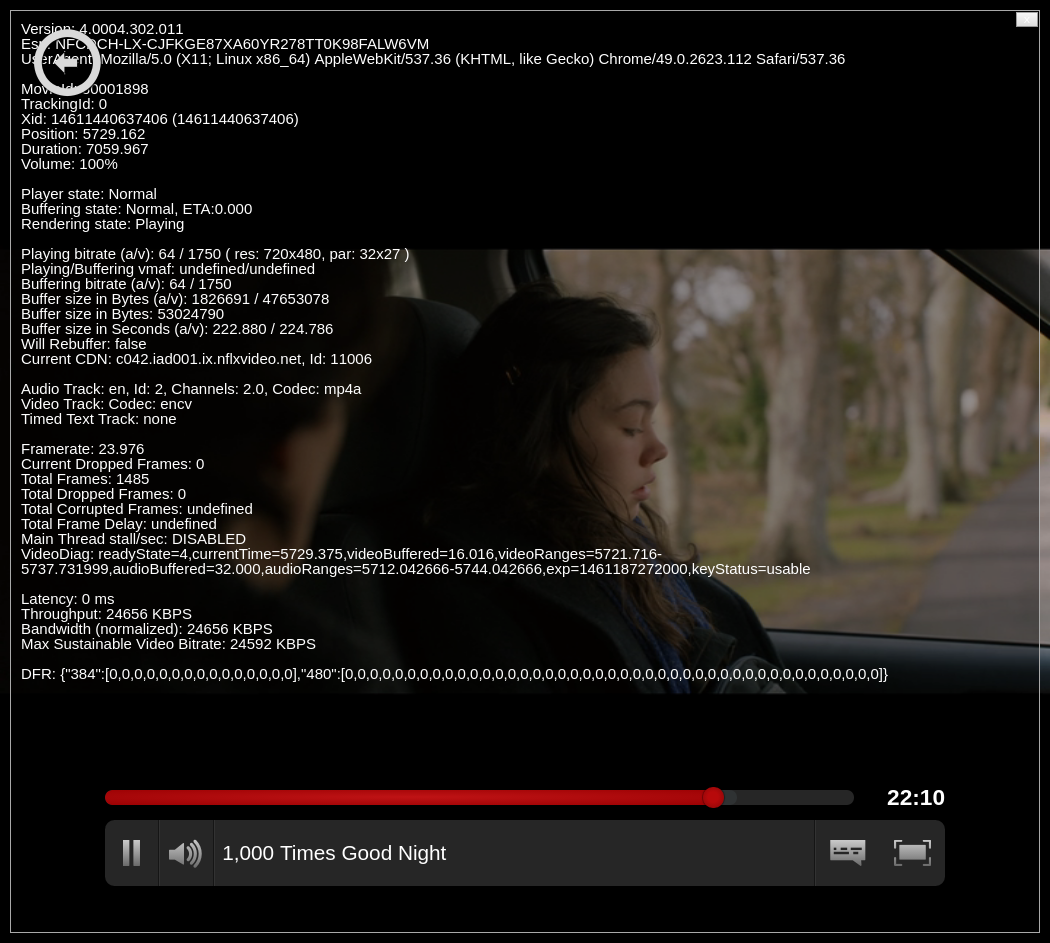 Version: 4.0004.302.011
Esn: NFCDCH-LX-CJFKGE87XA60YR278TT0K98FALW6VM
UserAgent: Mozilla/5.0 (X11; Linux x86_64) AppleWebKit/537.36 (KHTML, like Gecko) Chrome/49.0.2623.112 Safari/537.36
MovieId: 80001898
TrackingId: 0
Xid: 14611440637406 (14611440637406)
Position: 5729.162
Duration: 7059.967
Volume: 100%
Player state: Normal
Buffering state: Normal, ETA:0.000
Rendering state: Playing
Playing bitrate (a/v): 64 / 1750 ( res: 720x480, par: 32x27 )
Playing/Buffering vmaf: undefined/undefined
Buffering bitrate (a/v): 64 / 1750
Buffer size in Bytes (a/v): 1826691 / 47653078
Buffer size in Bytes: 53024790
Buffer size in Seconds (a/v): 222.880 / 224.786
Will Rebuffer: false
Current CDN: c042.iad001.ix.nflxvideo.net, Id: 11006
Audio Track: en, Id: 2, Channels: 2.0, Codec: mp4a
Video Track: Codec: encv
Timed Text Track: none
Framerate: 23.976
Current Dropped Frames: 0
Total Frames: 1485
Total Dropped Frames: 0
Total Corrupted Frames: undefined
Total Frame Delay: undefined
Main Thread stall/sec: DISABLED
VideoDiag: readyState=4,currentTime=5729.375,videoBuffered=16.016,videoRanges=5721.716-
5737.731999,audioBuffered=32.000,audioRanges=5712.042666-5744.042666,exp=1461187272000,keyStatus=usable
Latency: 0 ms
Throughput: 24656 KBPS
Bandwidth (normalized): 24656 KBPS
Max Sustainable Video Bitrate: 24592 KBPS
DFR: {"384":[0,0,0,0,0,0,0,0,0,0,0,0,0,0,0],"480":[0,0,0,0,0,0,0,0,0,0,0,0,0,0,0,0,0,0,0,0,0,0,0,0,0,0,0,0,0,0,0,0,0,0,0,0,0,0,0,0,0,0,0]}
22:10
1,000 Times Good Night